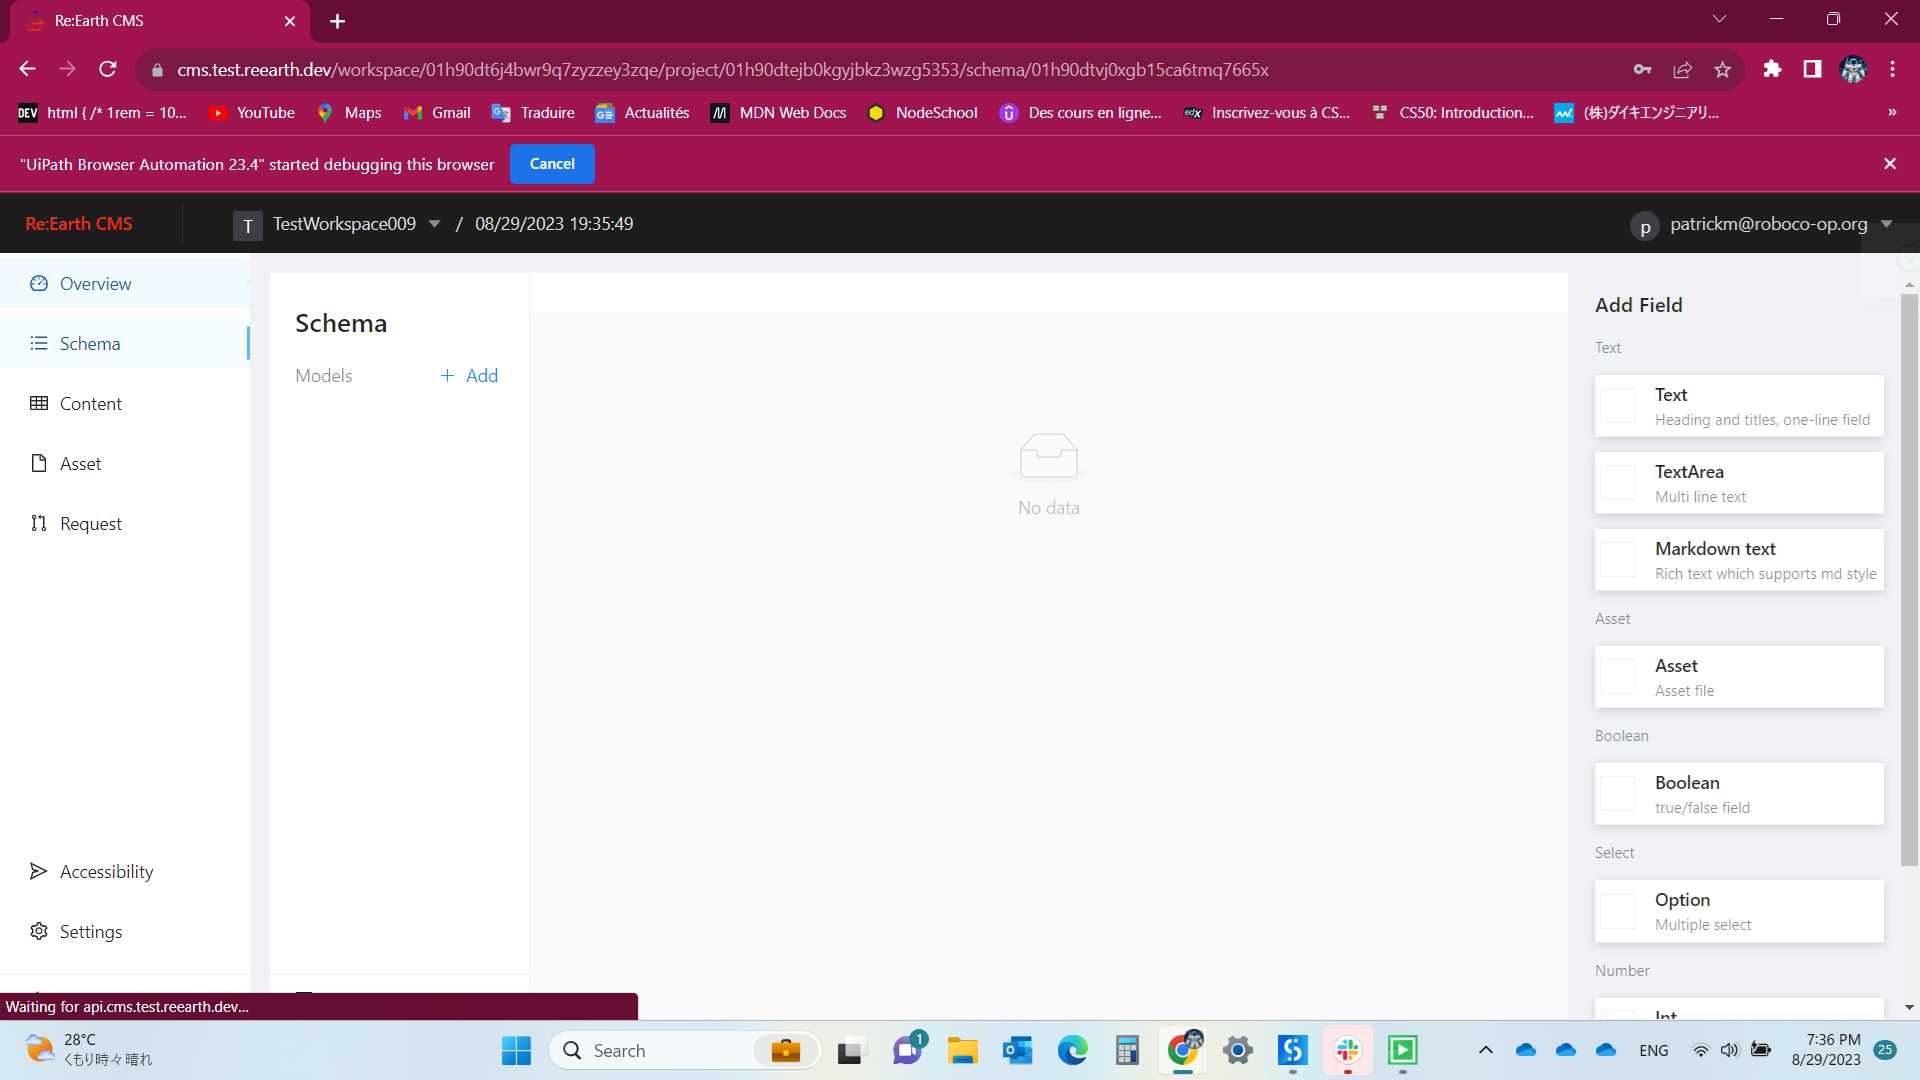 Re:Earth CMS
cms.test.reearth.dev/workspace/01h90dt6j4bwr9q7zyzzey3zqe/project/01h90dtejb0kgyjbkz3wzg5353/schema/01h90dtvj0xgb15ca6tmq7665x
DEV html { /* 1rem = 10... YouTube Maps Gmail Traduire Actualités MDN Web Docs NodeSchool Des cours en ligne... edX Inscrivez-vous à CS... CS50: Introduction... (株)ダイキエンジニアリ... »
"UiPath Browser Automation 23.4" started debugging this browser Cancel
Re:Earth CMS T TestWorkspace009 / 08/29/2023 19:35:49 p patrickm@roboco-op.org
Overview
Schema
Content
Asset
Request
Accessibility
Settings
Schema
Models + Add
No data
Add Field
Text
Text
Heading and titles, one-line field
TextArea
Multi line text
Markdown text
Rich text which supports md style
Asset
Asset
Asset file
Boolean
Boolean
true/false field
Select
Option
Multiple select
Number
Int
Waiting for api.cms.test.reearth.dev...
28°C
くもり時々晴れ
Search
1
ENG
7:36 PM
8/29/2023
25